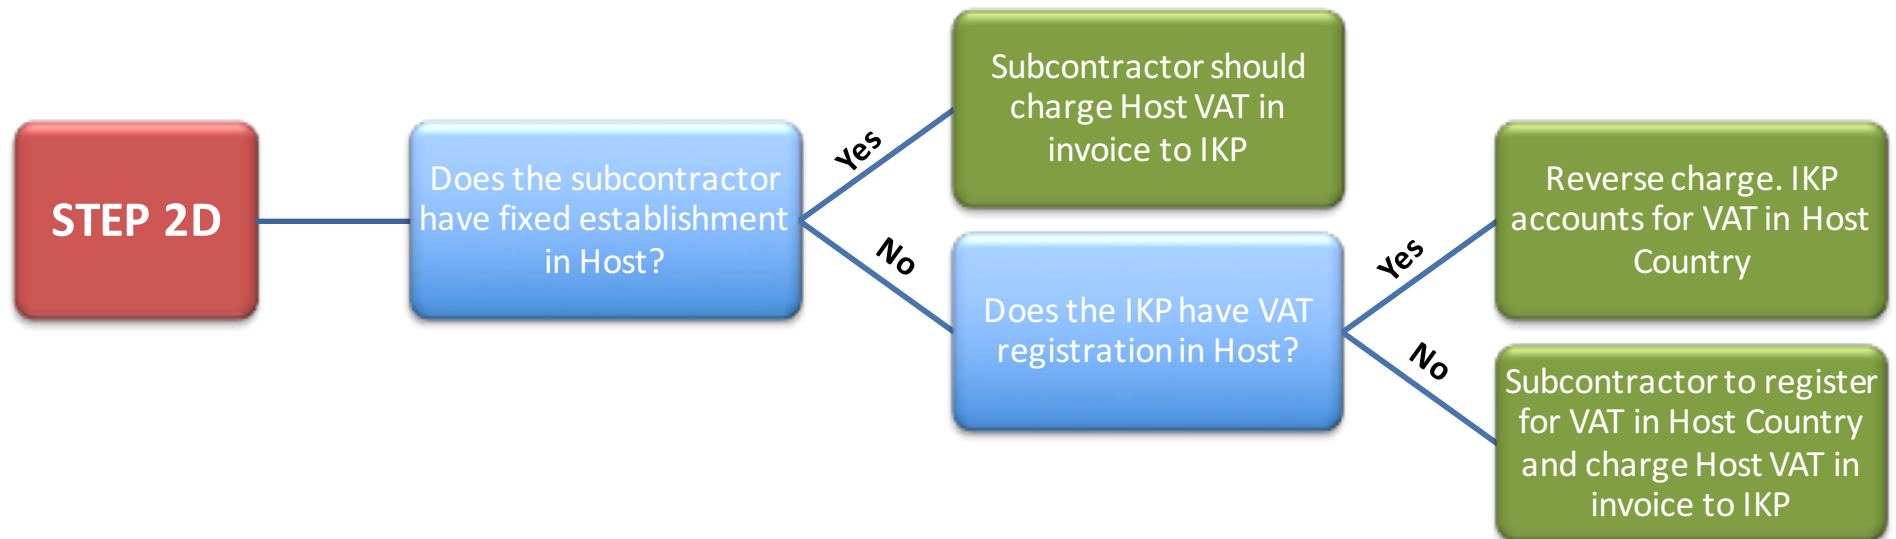 STEP 2D
Does the subcontractor
have fixed establishment
in Host?
Yes
Subcontractor should
charge Host VAT in
invoice to IKP
No
Does the IKP have VAT
registration in Host?
Yes
Reverse charge. IKP
accounts for VAT in Host
Country
No
Subcontractor to register
for VAT in Host Country
and charge Host VAT in
invoice to IKP